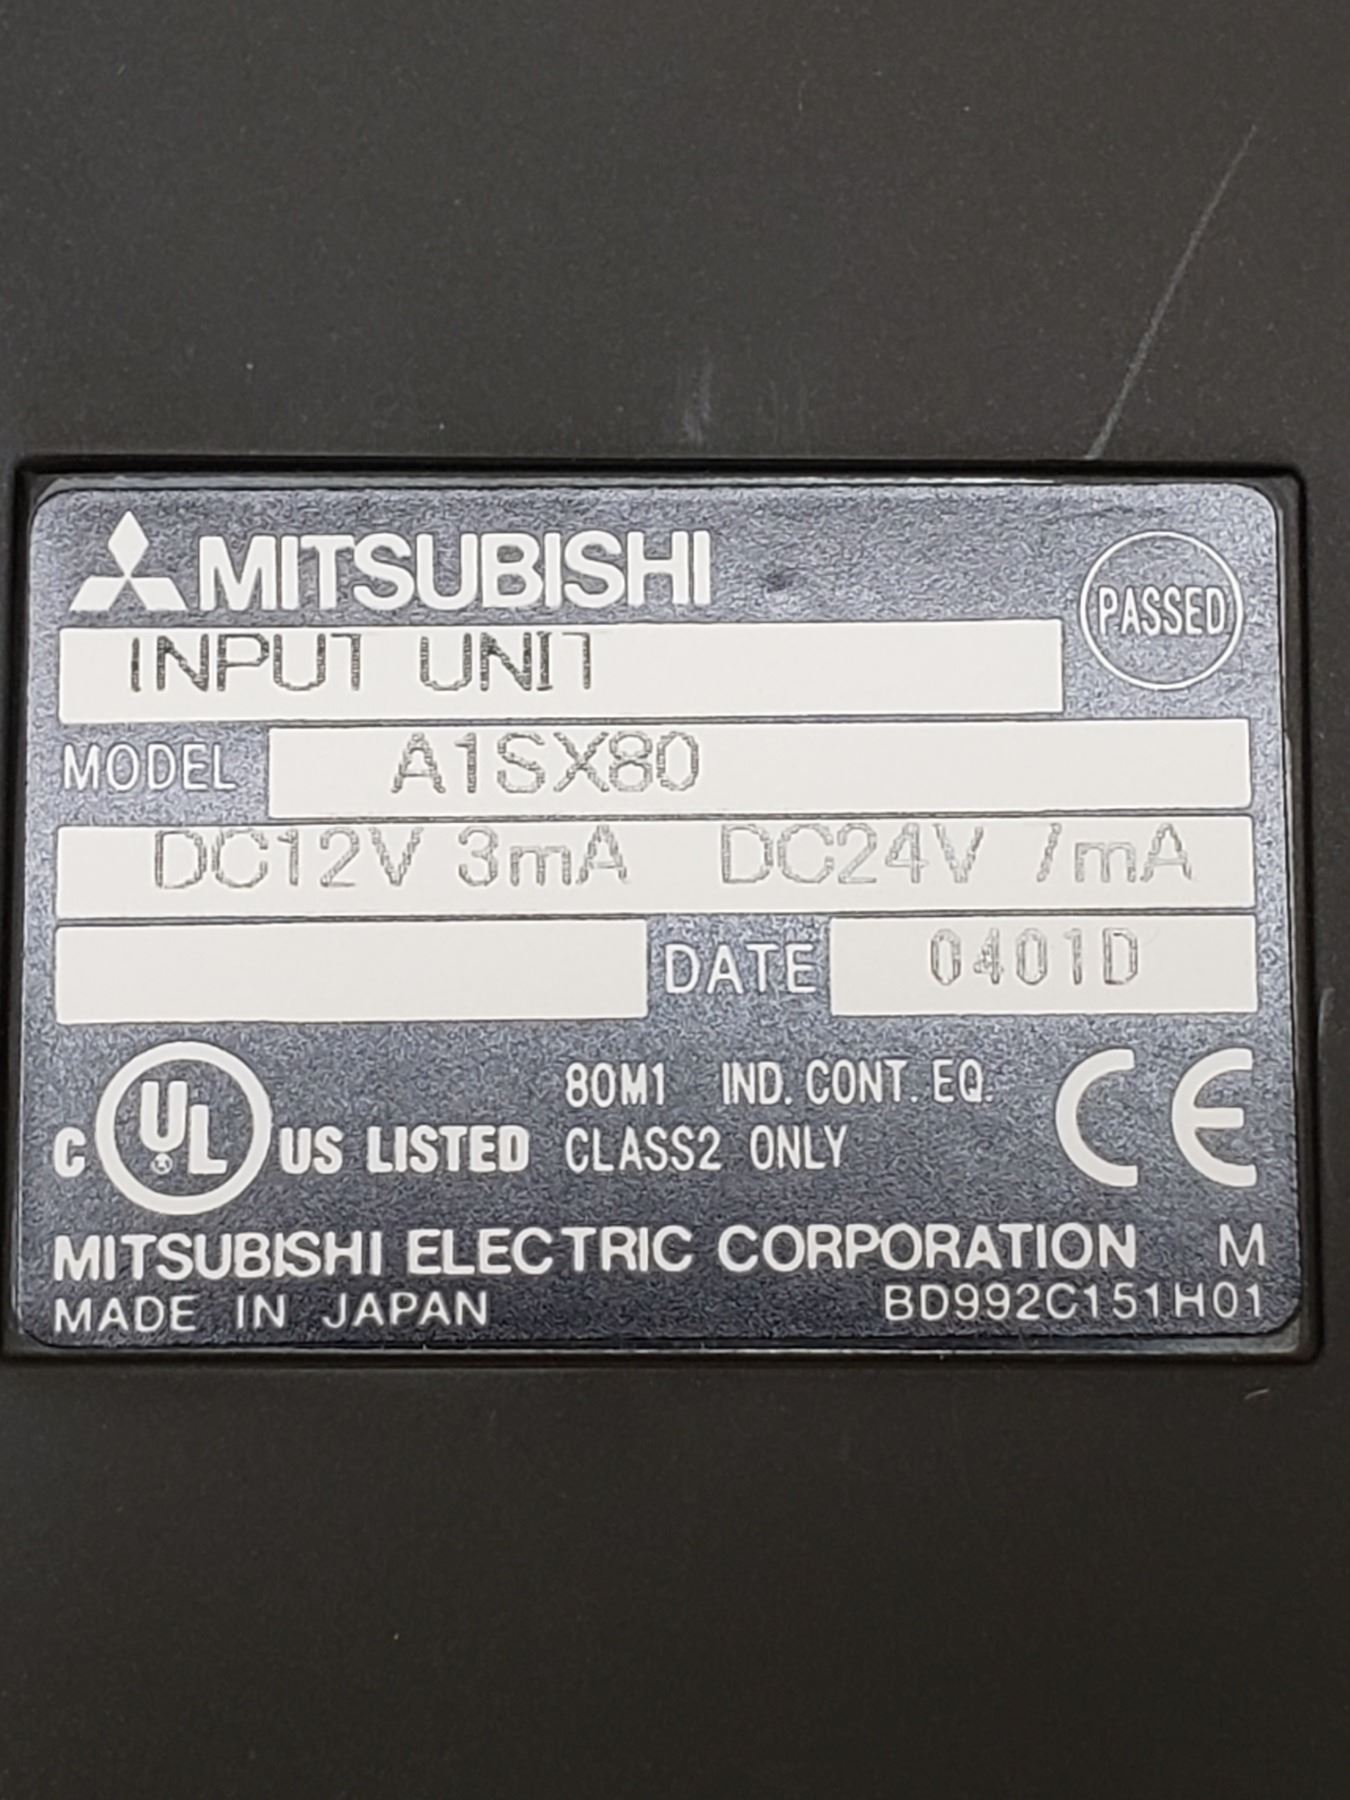 MITSUBISHI
PASSED
INPUT UNIT
MODEL A1SX80
DC12V 3mA DC24V 7mA
DATE 0401D
C UL US LISTED
80M1 IND. CONT. EQ.
CLASS2 ONLY
CE
MITSUBISHI ELECTRIC CORPORATION M
MADE IN JAPAN BD992C151H01